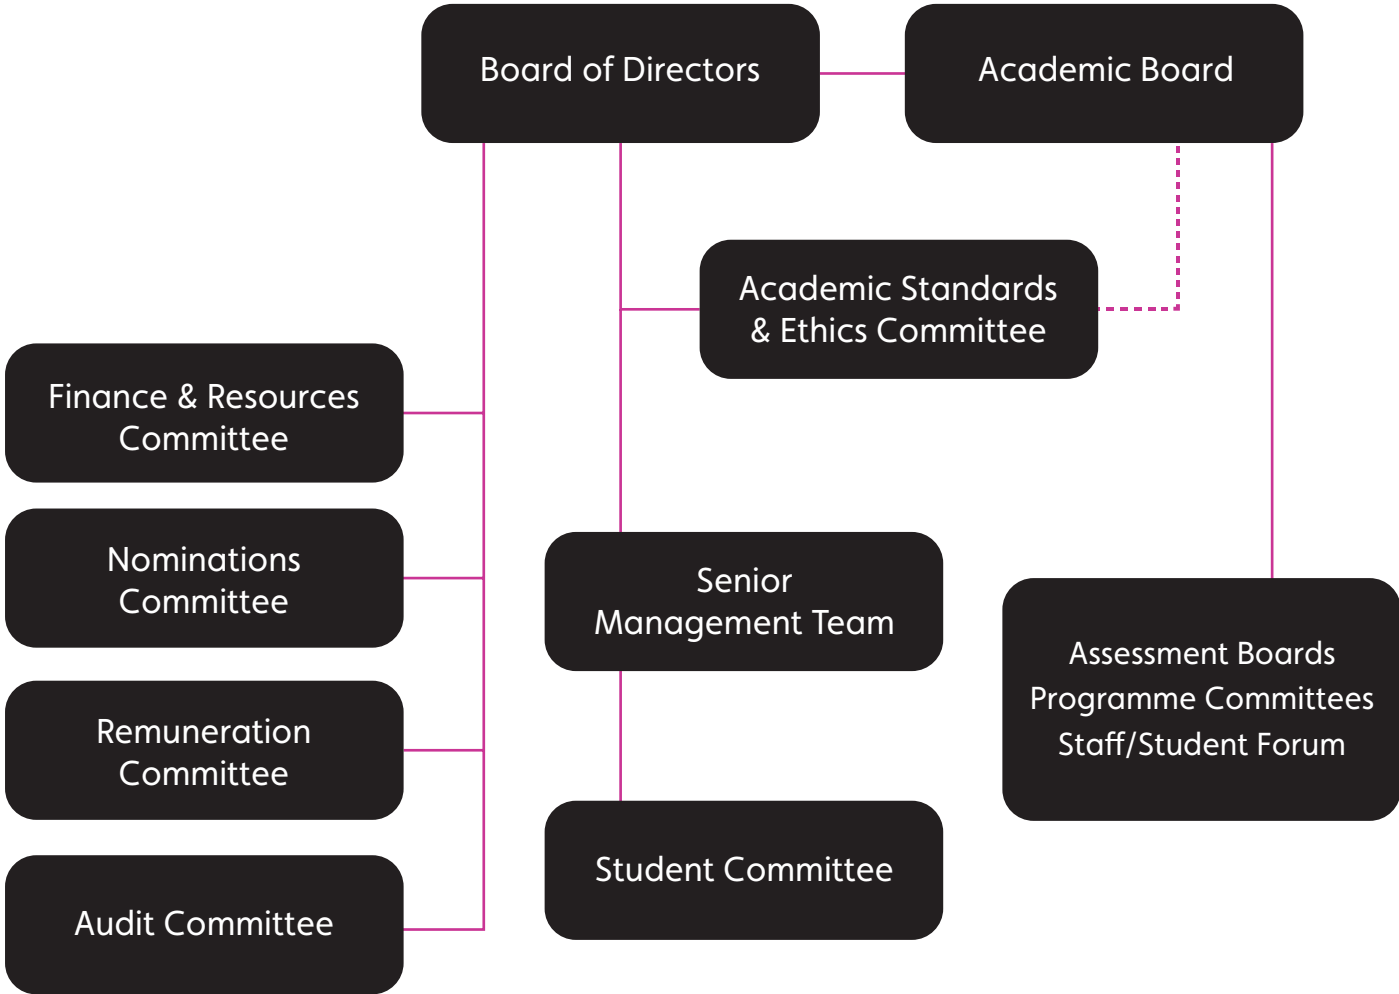 Board of Directors
Academic Board
Academic Standards
& Ethics Committee
Finance & Resources
Committee
Nominations
Committee
Senior
Management Team
Assessment Boards
Programme Committees
Staff/Student Forum
Remuneration
Committee
Student Committee
Audit Committee